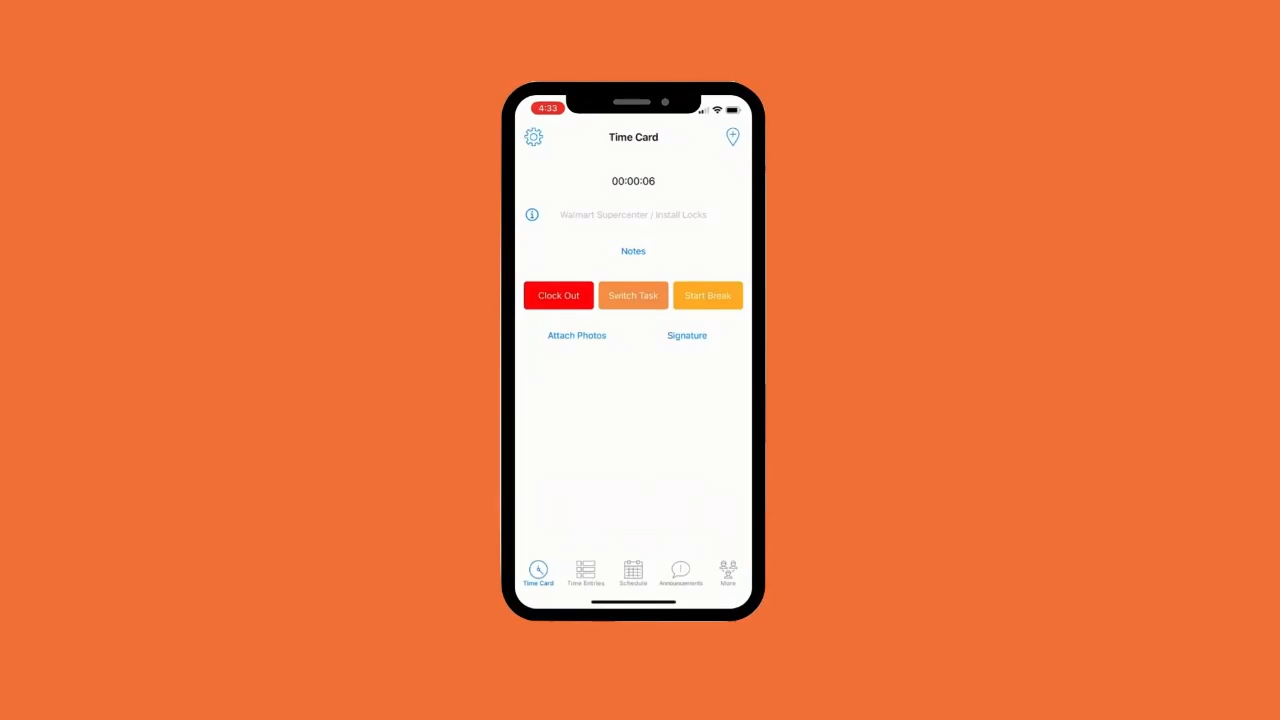 4:33
Time Card
00:00:06
Walmart Supercenter / Install Locks
Notes
Clock Out Switch Task Start Break
Attach Photos Signature
Time Card Time Entries Schedule Announcements More